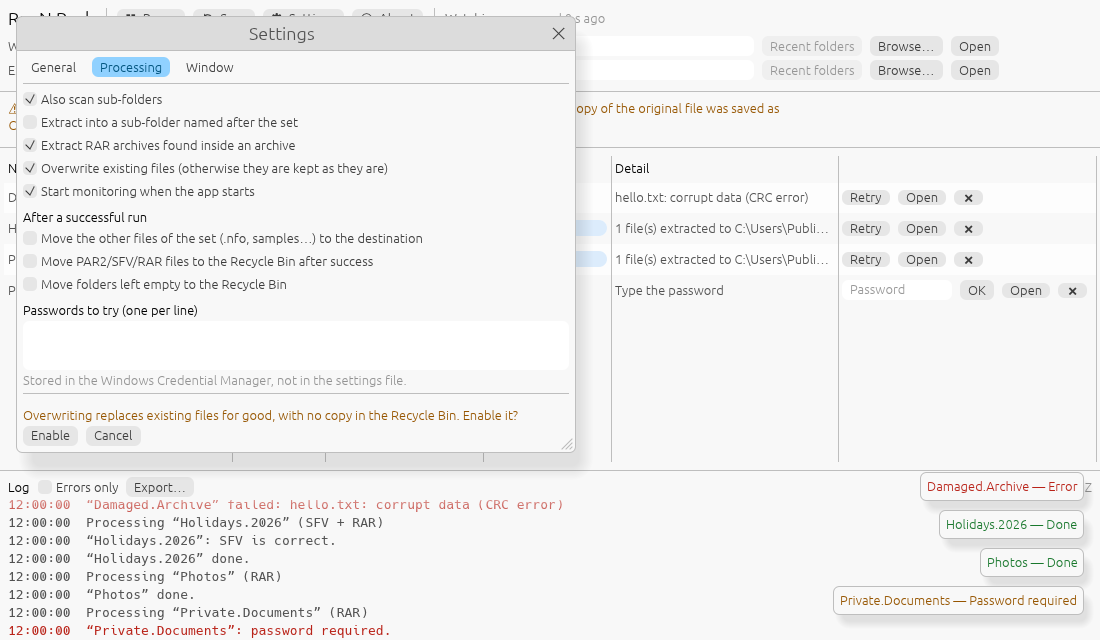 Settings
s ago
General Processing Window
Recent folders Browse... Open
Recent folders Browse... Open
Also scan sub-folders
Extract into a sub-folder named after the set
opy of the original file was saved as
Extract RAR archives found inside an archive
Overwrite existing files (otherwise they are kept as they are)
Detail
Start monitoring when the app starts
hello.txt: corrupt data (CRC error) Retry Open ×
After a successful run
1 file(s) extracted to C:\Users\Publi... Retry Open ×
Move the other files of the set (.nfo, samples...) to the destination
Move PAR2/SFV/RAR files to the Recycle Bin after success
1 file(s) extracted to C:\Users\Publi... Retry Open ×
Move folders left empty to the Recycle Bin
Type the password Password OK Open ×
Passwords to try (one per line)
Stored in the Windows Credential Manager, not in the settings file.
Overwriting replaces existing files for good, with no copy in the Recycle Bin. Enable it?
Enable Cancel
Log Errors only Export...
Damaged.Archive — Error
12:00:00 “Damaged.Archive” failed: hello.txt: corrupt data (CRC error)
12:00:00 Processing “Holidays.2026” (SFV + RAR)
Holidays.2026 — Done
12:00:00 “Holidays.2026”: SFV is correct.
12:00:00 “Holidays.2026” done.
Photos — Done
12:00:00 Processing “Photos” (RAR)
12:00:00 “Photos” done.
Private.Documents — Password required
12:00:00 Processing “Private.Documents” (RAR)
12:00:00 “Private.Documents”: password required.